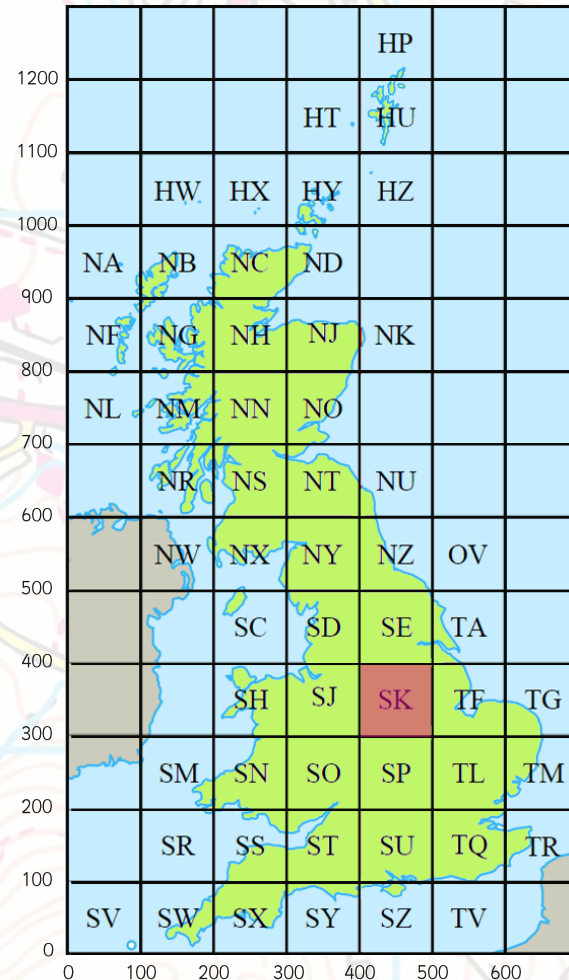 HP
1200
HT HU
1100
HW HX HY HZ
1000
NA NB NC ND
900
NF NG NH NJ NK
800
NL NM NN NO
700
NR NS NT NU
600
NW NX NY NZ OV
500
SC SD SE TA
400
SH SJ SK TF TG
300
SM SN SO SP TL TM
200
SR SS ST SU TQ TR
100
SV SW SX SY SZ TV
0
0 100 200 300 400 500 600